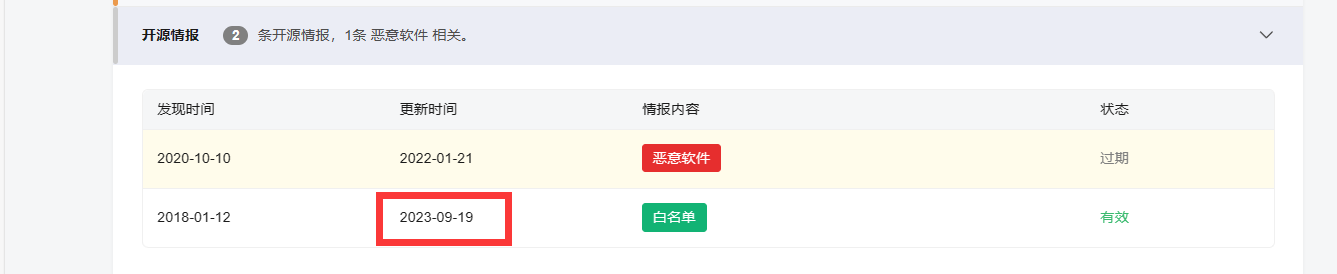 开源情报 2 条开源情报，1条 恶意软件 相关。
发现时间 更新时间 情报内容 状态
2020-10-10 2022-01-21 恶意软件 过期
2018-01-12 2023-09-19 白名单 有效